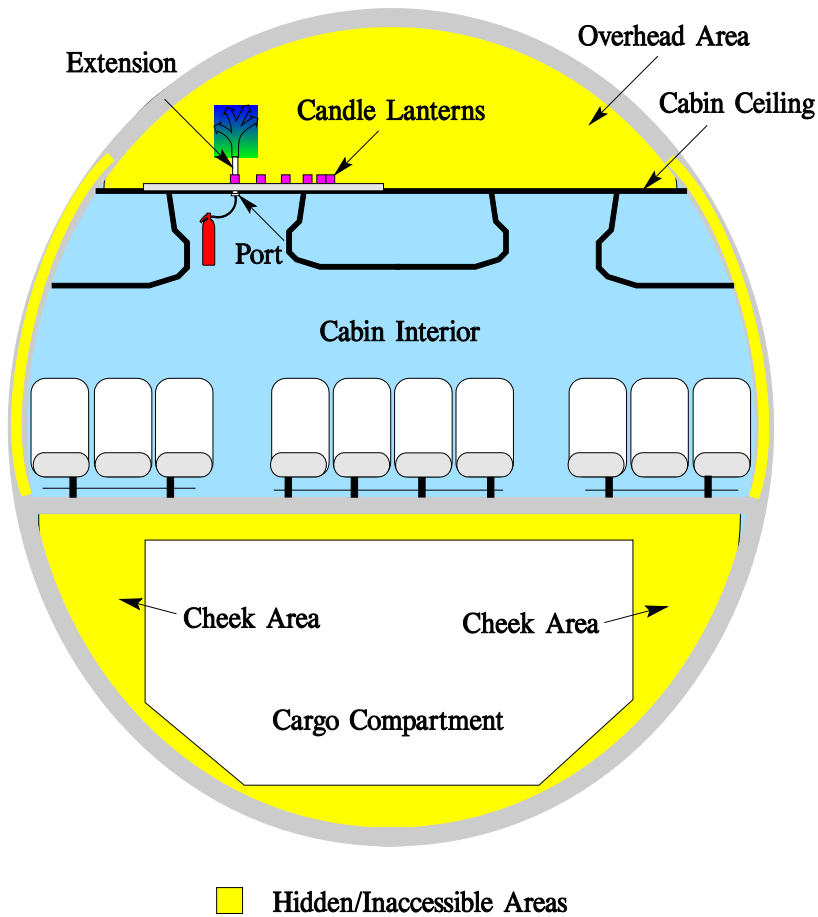 Overhead Area
Extension
Candle Lanterns
Cabin Ceiling
Port
Cabin Interior
Cheek Area
Cheek Area
Cargo Compartment
Hidden/Inaccessible Areas